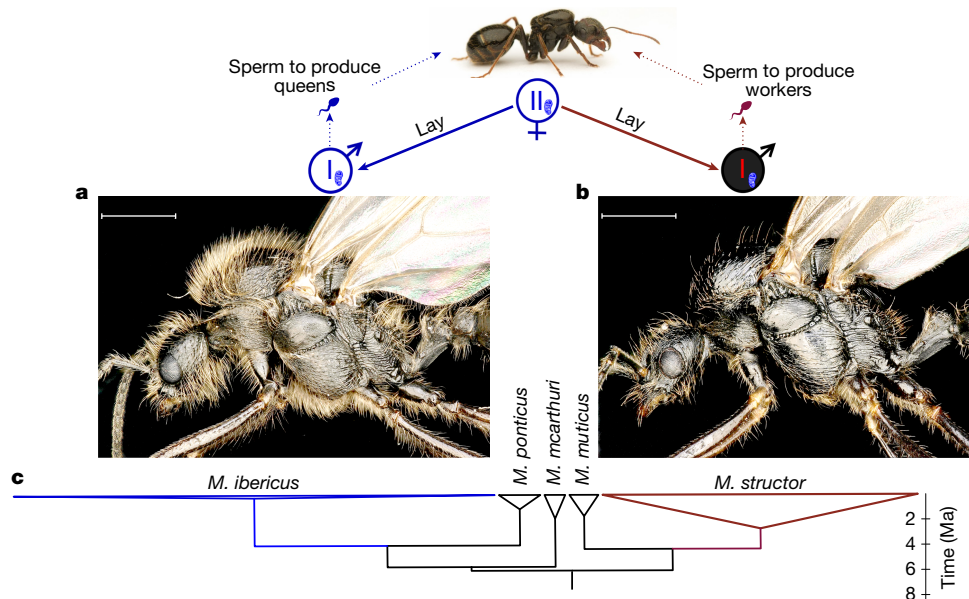 Sperm to produce
queens
Sperm to produce
workers
II
Lay
Lay
I
I
a
b
M. ponticus
M. mcarthuri
M. muticus
c
M. ibericus
M. structor
2
4
6
8
Time (Ma)